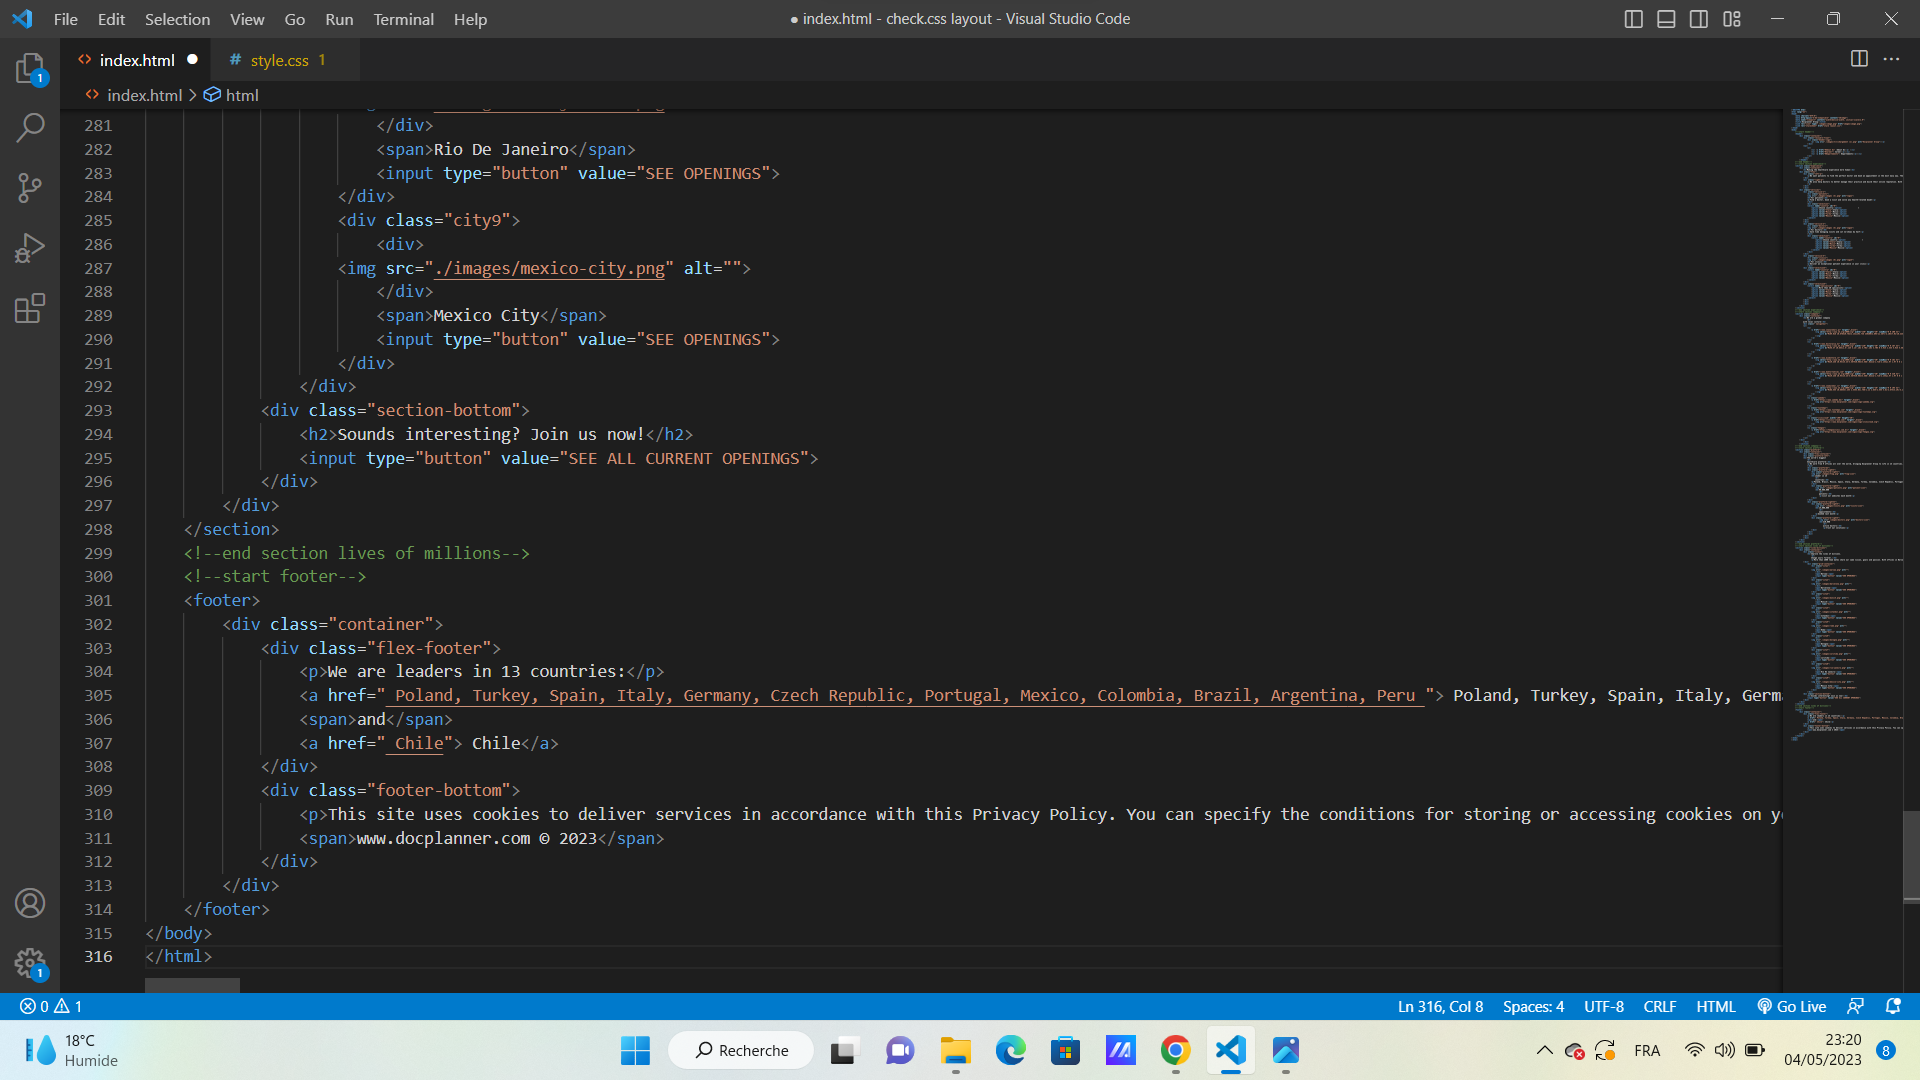 File Edit Selection View Go Run Terminal Help
● index.html - check.css layout - Visual Studio Code
index.html ●
# style.css 1
index.html > html
281 </div>
282 <span>Rio De Janeiro</span>
283 <input type="button" value="SEE OPENINGS">
284 </div>
285 <div class="city9">
286 <div>
287 <img src="./images/mexico-city.png" alt="">
288 </div>
289 <span>Mexico City</span>
290 <input type="button" value="SEE OPENINGS">
291 </div>
292 </div>
293 <div class="section-bottom">
294 <h2>Sounds interesting? Join us now!</h2>
295 <input type="button" value="SEE ALL CURRENT OPENINGS">
296 </div>
297 </div>
298 </section>
299 <!--end section lives of millions-->
300 <!--start footer-->
301 <footer>
302 <div class="container">
303 <div class="flex-footer">
304 <p>We are leaders in 13 countries:</p>
305 <a href=" Poland, Turkey, Spain, Italy, Germany, Czech Republic, Portugal, Mexico, Colombia, Brazil, Argentina, Peru "> Poland, Turkey, Spain, Italy, Germ
306 <span>and</span>
307 <a href=" Chile"> Chile</a>
308 </div>
309 <div class="footer-bottom">
310 <p>This site uses cookies to deliver services in accordance with this Privacy Policy. You can specify the conditions for storing or accessing cookies on y
311 <span>www.docplanner.com © 2023</span>
312 </div>
313 </div>
314 </footer>
315 </body>
316 </html>
1
1
0 1
Ln 316, Col 8 Spaces: 4 UTF-8 CRLF HTML Go Live
18°C
Humide
Recherche
FRA
23:20
04/05/2023
8